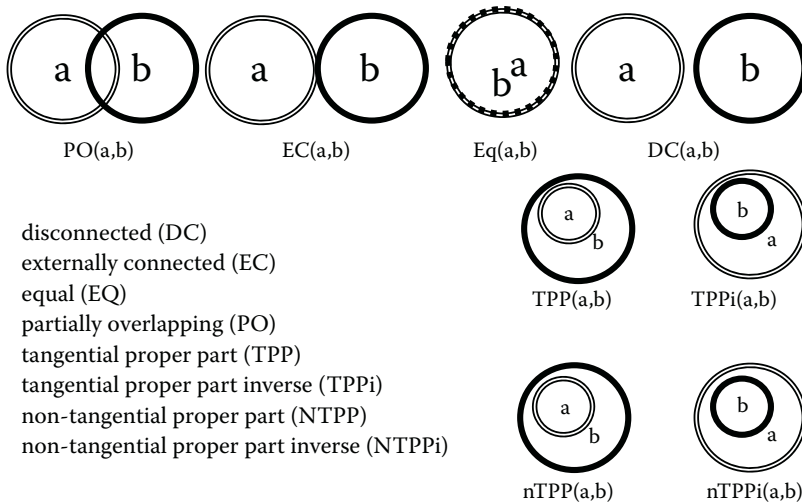 a b a b b a a b
PO(a,b) EC(a,b) Eq(a,b) DC(a,b)
disconnected (DC)
externally connected (EC)
equal (EQ)
partially overlapping (PO)
tangential proper part (TPP)
tangential proper part inverse (TPPi)
non-tangential proper part (NTPP)
non-tangential proper part inverse (NTPPi)
a b b a
TPP(a,b) TPPi(a,b)
a b b a
nTPP(a,b) nTPPi(a,b)